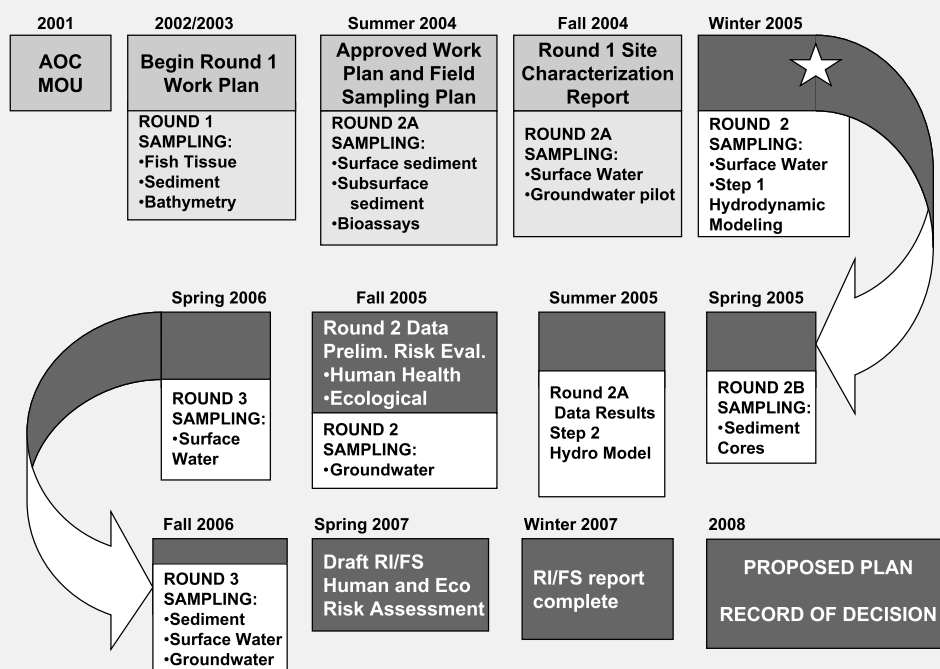 2001
AOC
MOU
2002/2003
Begin Round 1
Work Plan
ROUND 1
SAMPLING:
•Fish Tissue
•Sediment
•Bathymetry
Summer 2004
Approved Work
Plan and Field
Sampling Plan
ROUND 2A
SAMPLING:
•Surface sediment
•Subsurface
sediment
•Bioassays
Fall 2004
Round 1 Site
Characterization
Report
ROUND 2A
SAMPLING:
•Surface Water
•Groundwater pilot
Winter 2005
ROUND 2
SAMPLING:
•Surface Water
•Step 1
Hydrodynamic
Modeling
Spring 2005
ROUND 2B
SAMPLING:
•Sediment
Cores
Summer 2005
Round 2A
Data Results
Step 2
Hydro Model
Fall 2005
Round 2 Data
Prelim. Risk Eval.
•Human Health
•Ecological
ROUND 2
SAMPLING:
•Groundwater
Spring 2006
ROUND 3
SAMPLING:
•Surface
Water
Fall 2006
ROUND 3
SAMPLING:
•Sediment
•Surface Water
•Groundwater
Spring 2007
Draft RI/FS
Human and Eco
Risk Assessment
Winter 2007
RI/FS report
complete
2008
PROPOSED PLAN
RECORD OF DECISION